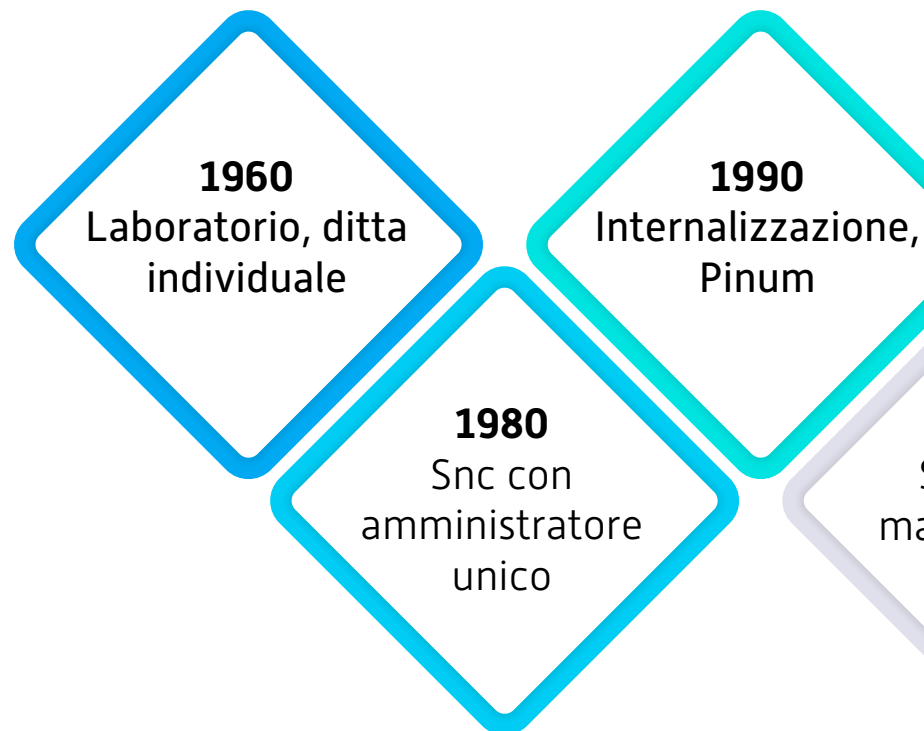 1960
Laboratorio, ditta
individuale
1980
Snc con
amministratore
unico
1990
Internalizzazione,
Pinum